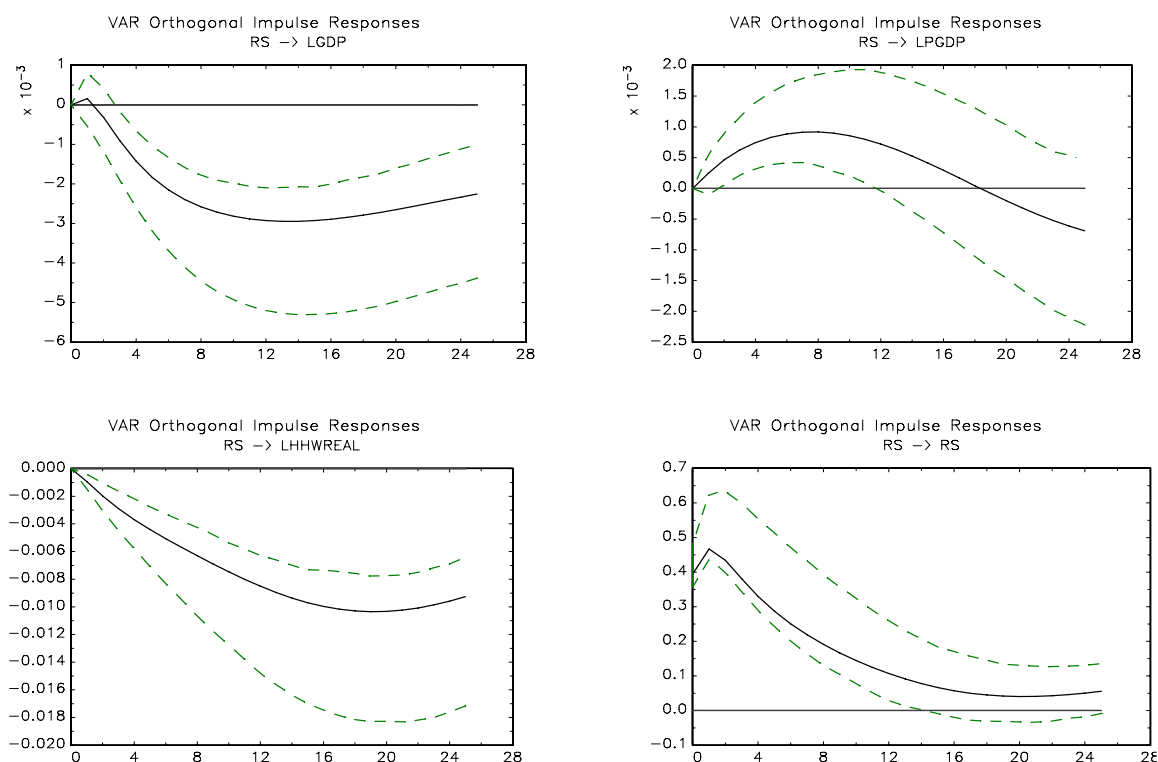 VAR Orthogonal Impulse Responses
RS -> LGDP
x 10^-3
1
0
-1
-2
-3
-4
-5
-6
0 4 8 12 16 20 24 28
VAR Orthogonal Impulse Responses
RS -> LPGDP
x 10^-3
2.0
1.5
1.0
0.5
0.0
-0.5
-1.0
-1.5
-2.0
-2.5
0 4 8 12 16 20 24 28
VAR Orthogonal Impulse Responses
RS -> LHHWREAL
0.000
-0.002
-0.004
-0.006
-0.008
-0.010
-0.012
-0.014
-0.016
-0.018
-0.020
0 4 8 12 16 20 24 28
VAR Orthogonal Impulse Responses
RS -> RS
0.7
0.6
0.5
0.4
0.3
0.2
0.1
0.0
-0.1
0 4 8 12 16 20 24 28